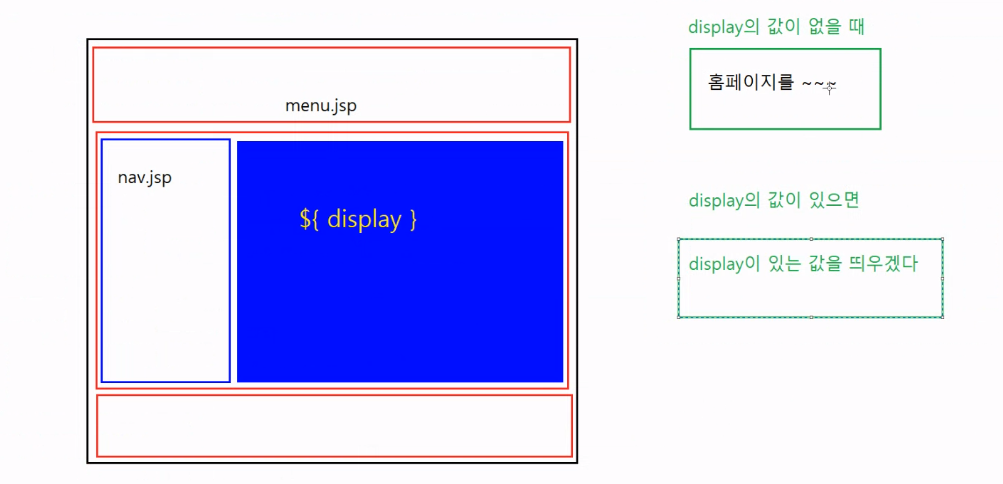 display의 값이 없을 때
홈페이지를 ~~~
menu.jsp
nav.jsp
${ display }
display의 값이 있으면
display이 있는 값을 띄우겠다